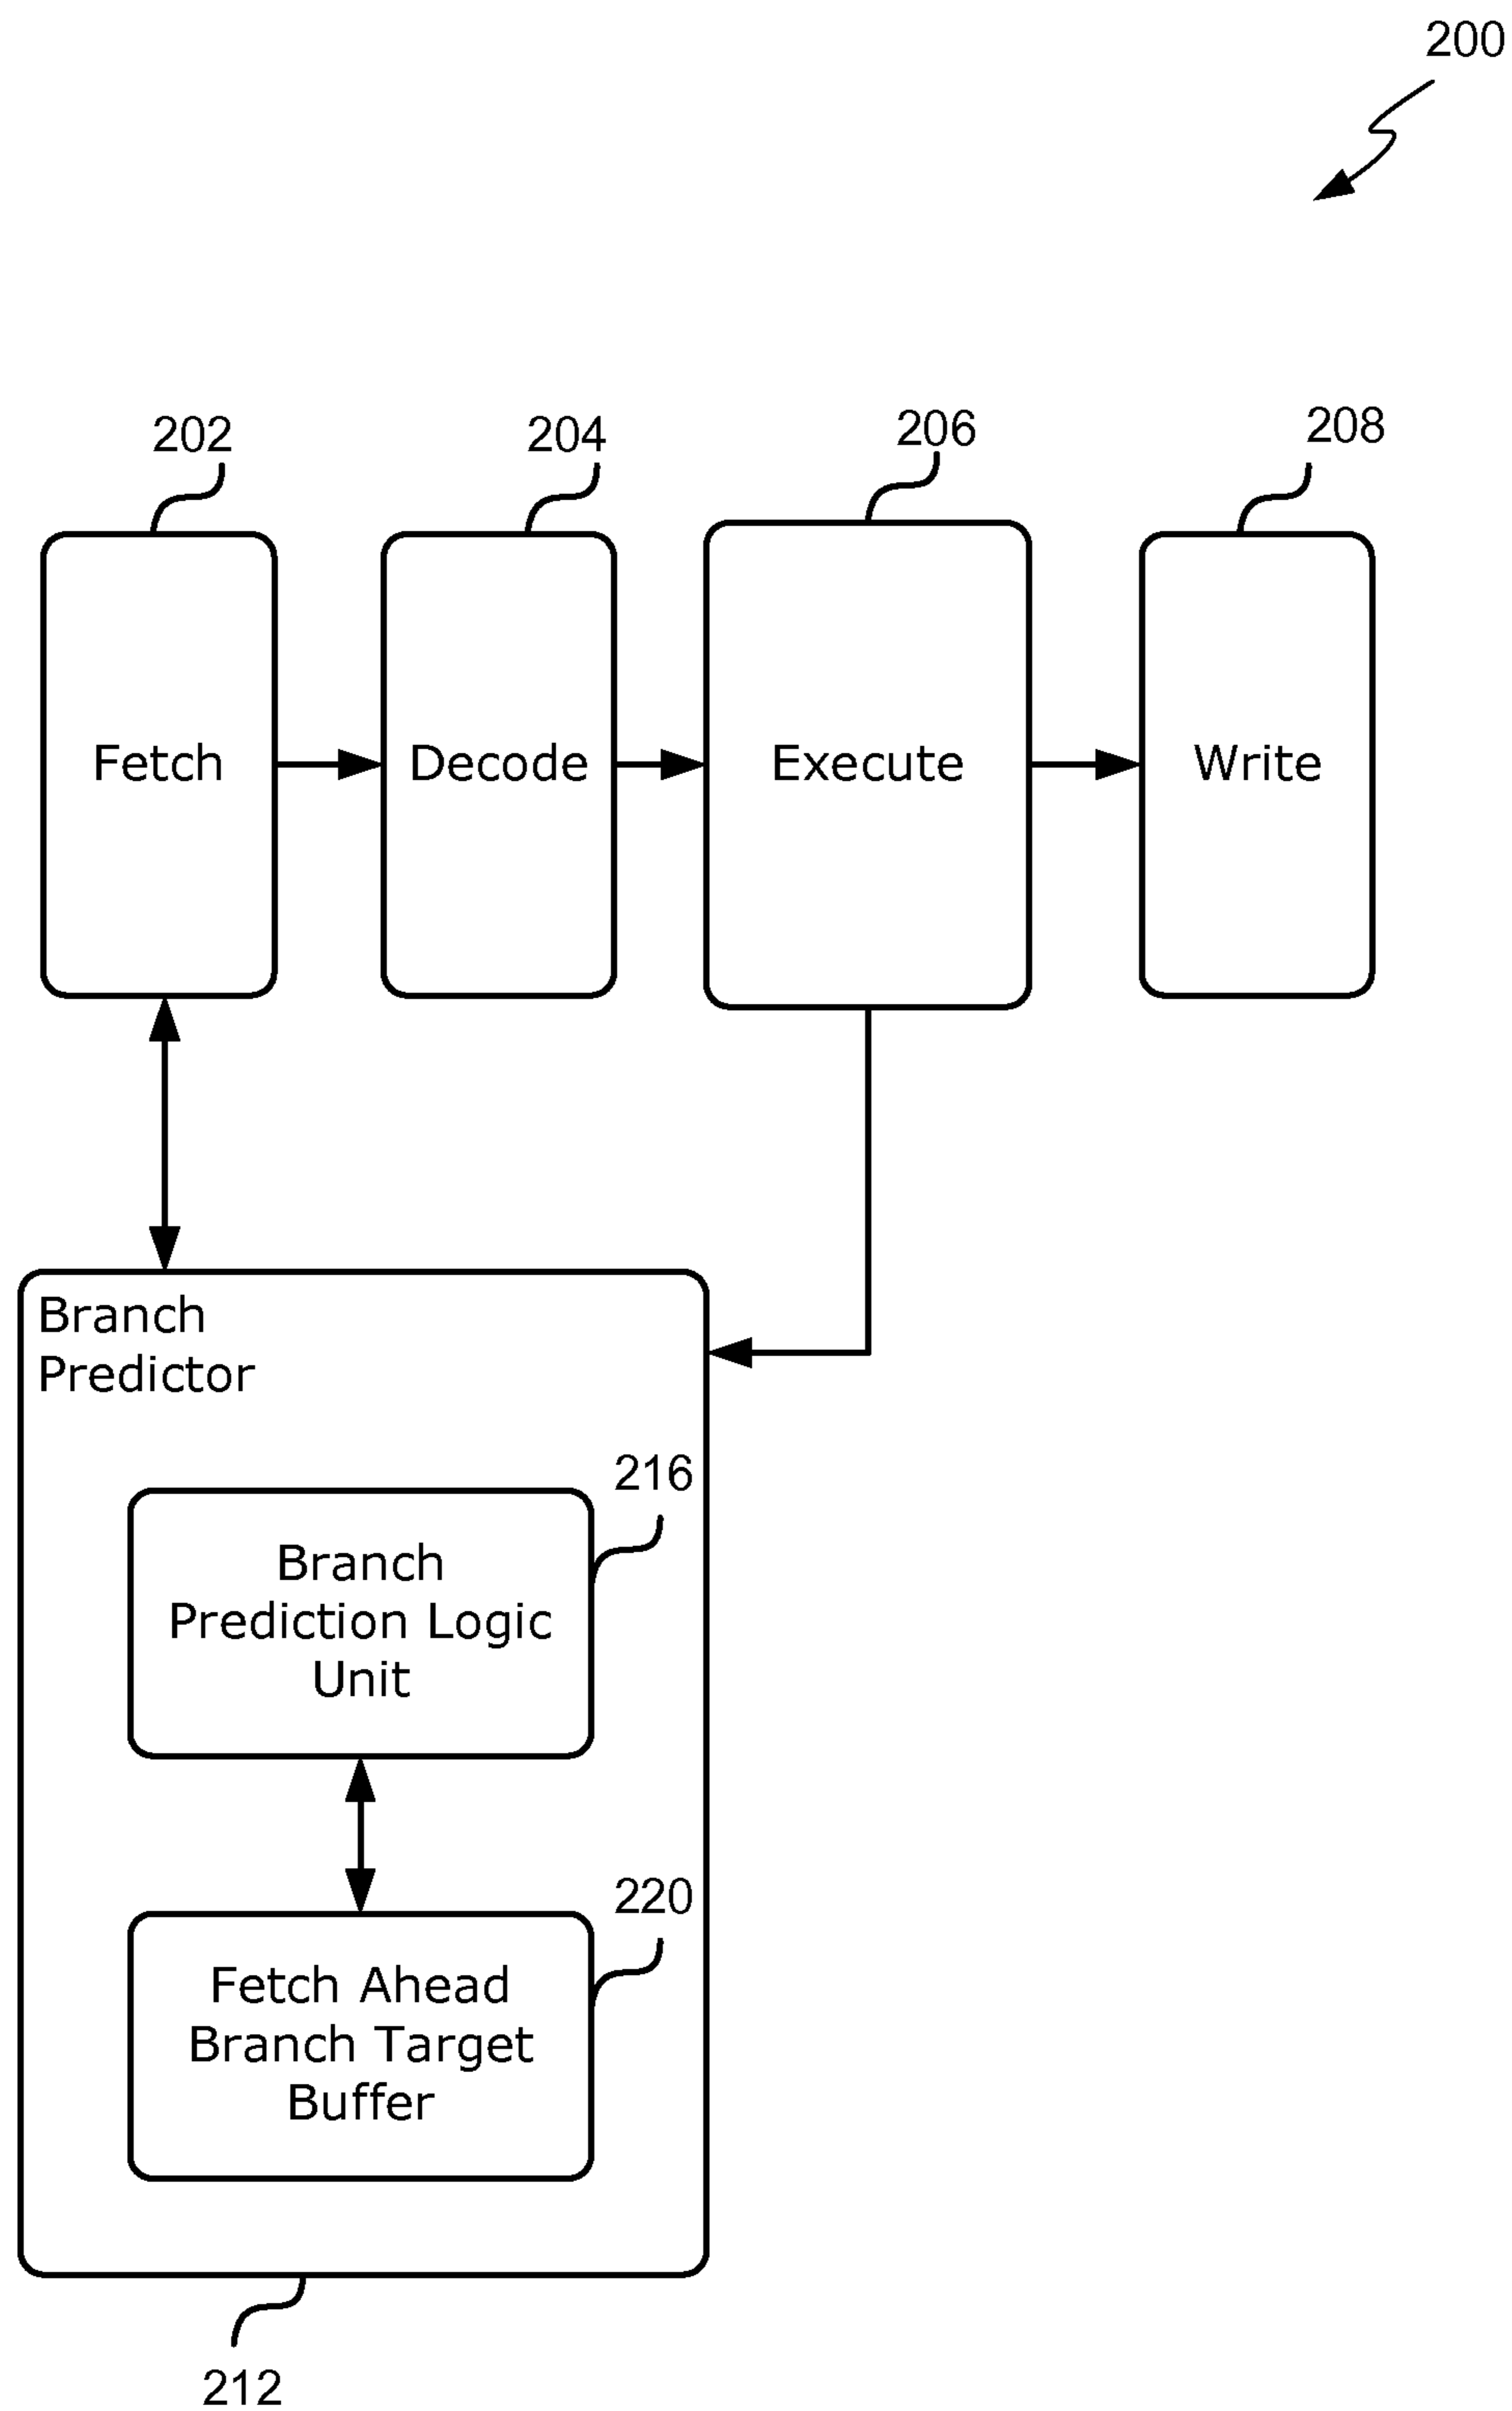 200
202
204
206
208
Fetch
Decode
Execute
Write
Branch
Predictor
216
Branch
Prediction Logic
Unit
220
Fetch Ahead
Branch Target
Buffer
212